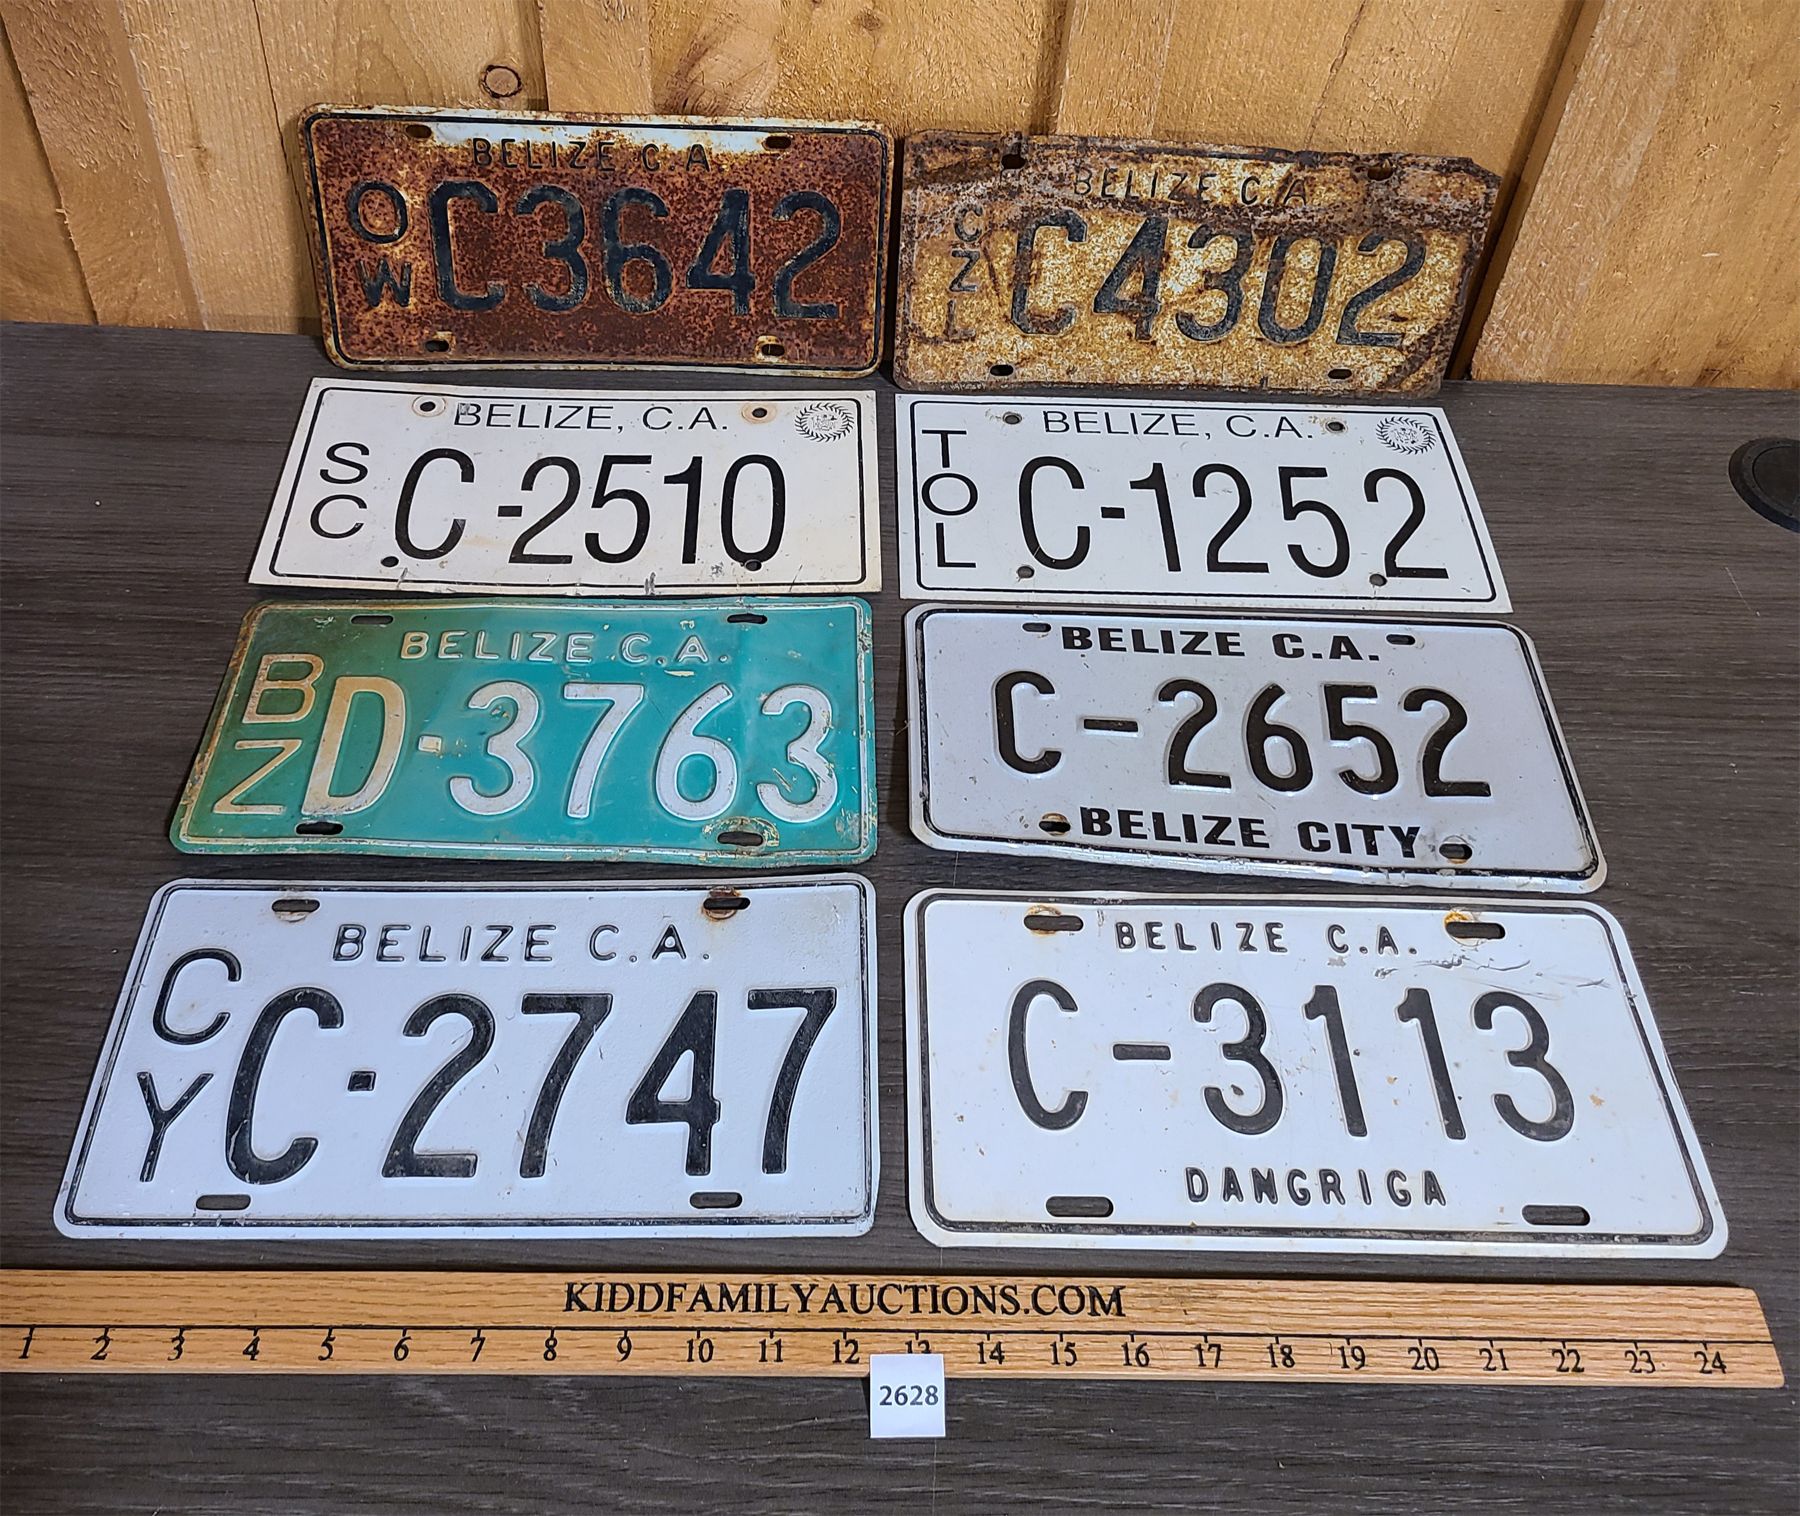 BELIZE C.A.
OW C3642
BELIZE C.A
CZL C4302
BELIZE, C.A.
SC C-2510
BELIZE, C.A.
TOL C-1252
BELIZE C.A.
BZ D-3763
BELIZE C.A.
C-2652
BELIZE CITY
BELIZE C.A.
CY C-2747
BELIZE C.A.
C-3113
DANGRIGA
KIDDFAMILYAUCTIONS.COM
1 2 3 4 5 6 7 8 9 10 11 12 13 14 15 16 17 18 19 20 21 22 23 24
2628